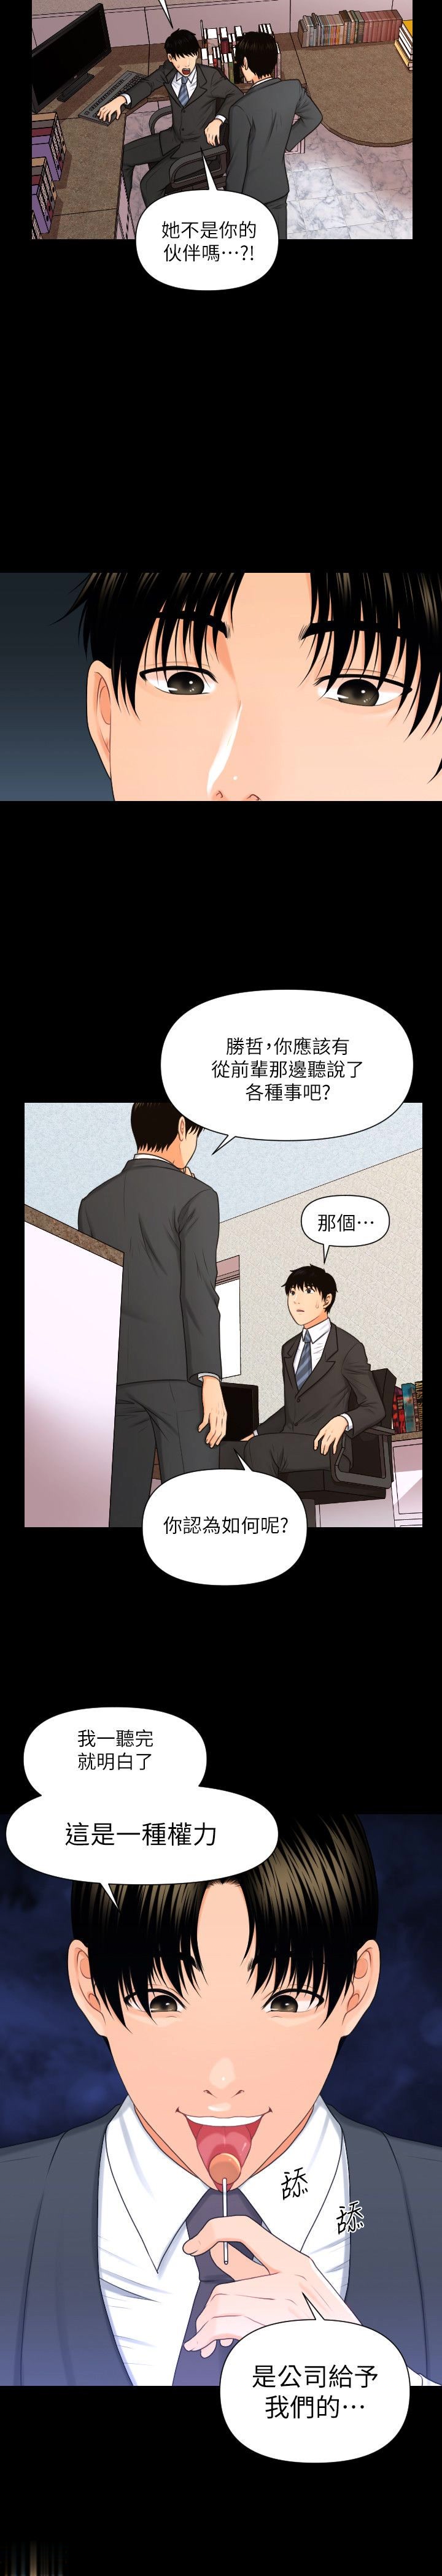 她不是你的
伙伴嗎⋯?!
勝哲，你應該有
從前輩那邊聽說了
各種事吧?
那個⋯
你認為如何呢?
我一聽完
就明白了
這是一種權力
舔
舔
是公司給予
我們的⋯